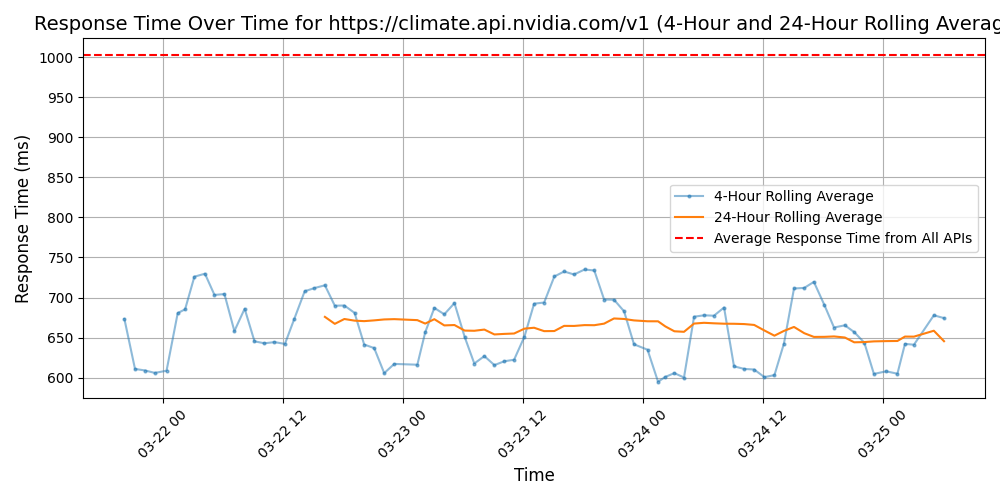 Response Time Over Time for https://climate.api.nvidia.com/v1 (4-Hour and 24-Hour Rolling Averag
1000
950
900
850
800
750
700
650
600
Response Time (ms)
4-Hour Rolling Average
24-Hour Rolling Average
Average Response Time from All APIs
03-22 00
03-22 12
03-23 00
03-23 12
03-24 00
03-24 12
03-25 00
Time